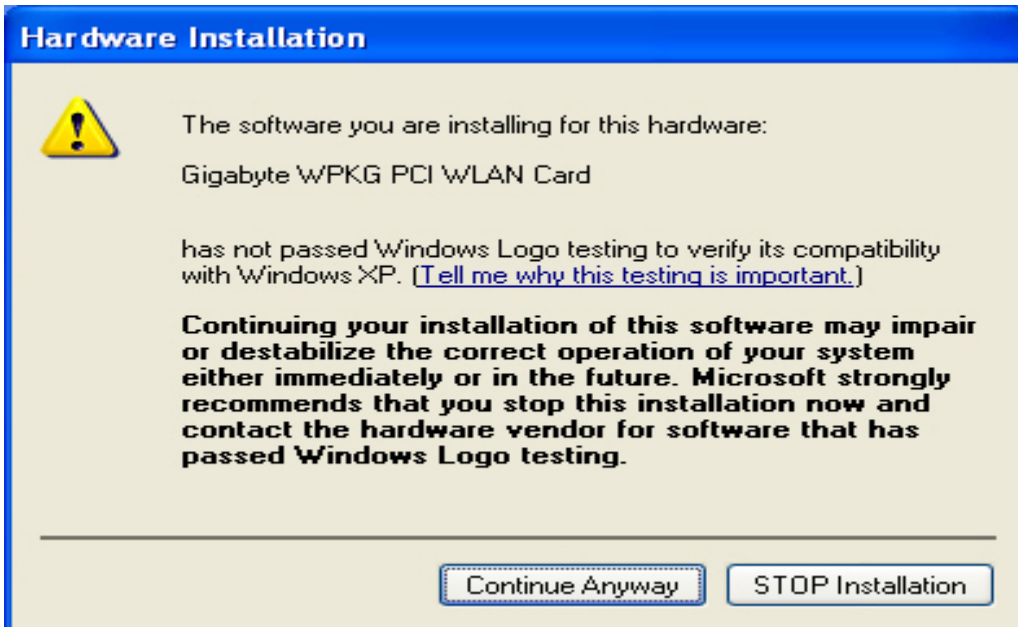 Hardware Installation
The software you are installing for this hardware:
Gigabyte WPKG PCI WLAN Card
has not passed Windows Logo testing to verify its compatibility
with Windows XP. (Tell me why this testing is important.)
Continuing your installation of this software may impair
or destabilize the correct operation of your system
either immediately or in the future. Microsoft strongly
recommends that you stop this installation now and
contact the hardware vendor for software that has
passed Windows Logo testing.
Continue Anyway
STOP Installation